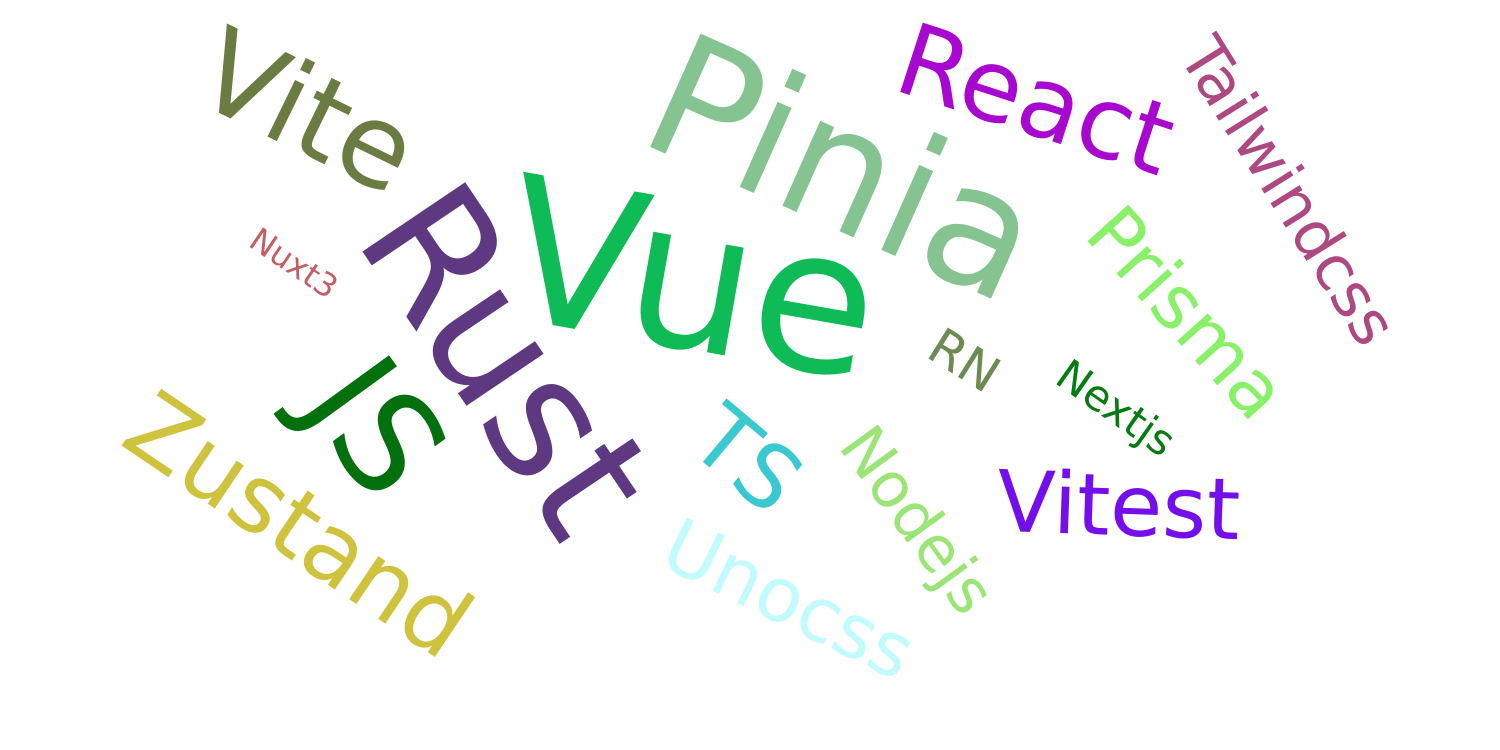 Vite
Pinia
React
Tailwindcss
Nuxt3
Rust
Vue
Prisma
RN
Nextjs
JS
Zustand
TS
Nodejs
Vitest
Unocss